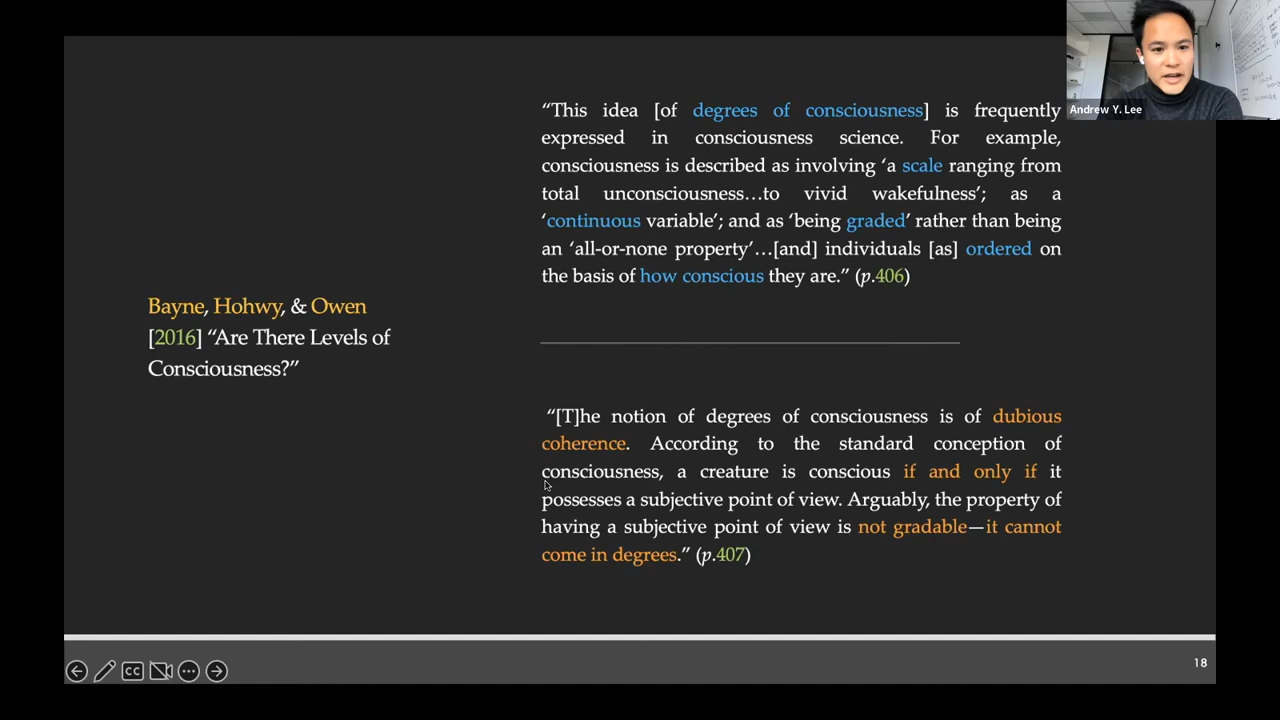 Andrew Y. Lee
“This idea [of degrees of consciousness] is frequently
expressed in consciousness science. For example,
consciousness is described as involving ‘a scale ranging from
total unconsciousness…to vivid wakefulness’; as a
‘continuous variable’; and as ‘being graded’ rather than being
an ‘all-or-none property’…[and] individuals [as] ordered on
the basis of how conscious they are.” (p.406)
Bayne, Hohwy, & Owen
[2016] “Are There Levels of
Consciousness?”
“[T]he notion of degrees of consciousness is of dubious
coherence. According to the standard conception of
consciousness, a creature is conscious if and only if it
possesses a subjective point of view. Arguably, the property of
having a subjective point of view is not gradable—it cannot
come in degrees.” (p.407)
18
CC